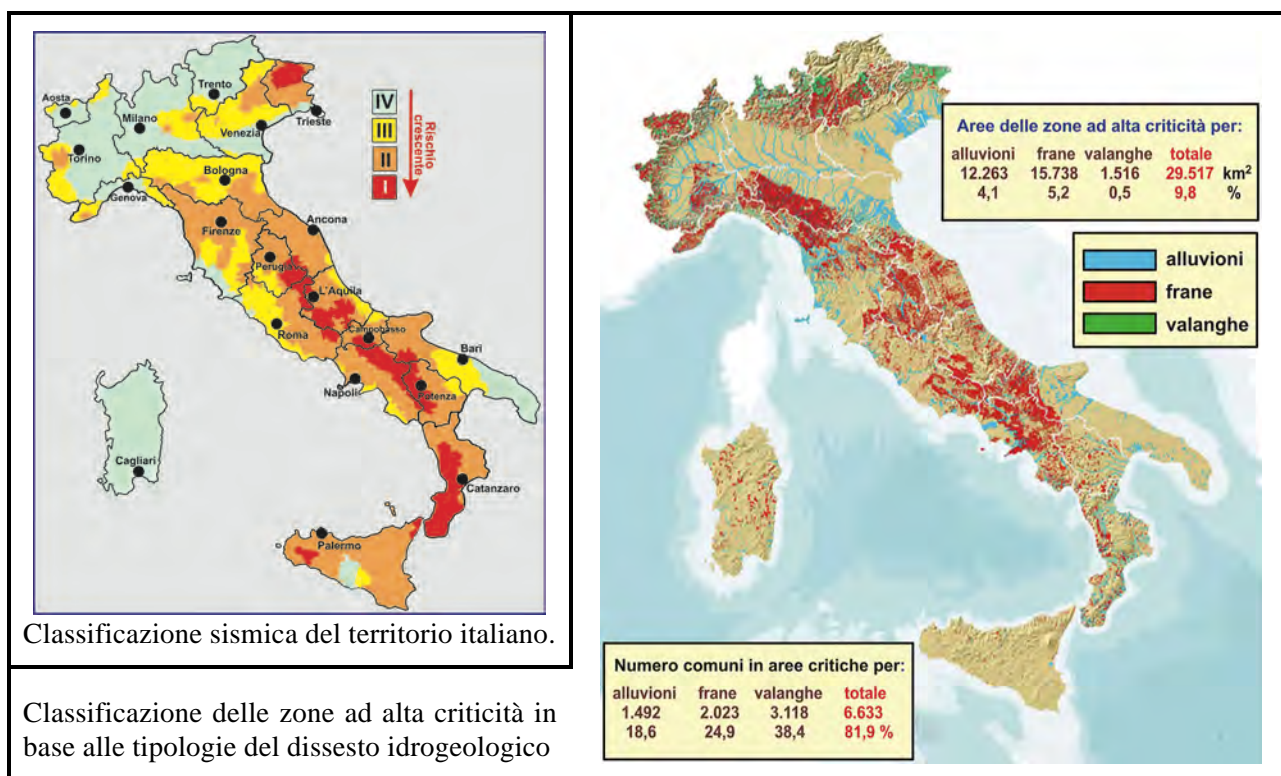 Trento
Aosta
Milano
Trieste
Venezia
Torino
Bologna
Genova
Ancona
Firenze
Perugia
L'Aquila
Roma
Campobasso
Bari
Napoli
Potenza
Cagliari
Catanzaro
Palermo
IV
III
II
I
Rischio
crescente
Classificazione sismica del territorio italiano.
Classificazione delle zone ad alta criticità in
base alle tipologie del dissesto idrogeologico
Aree delle zone ad alta criticità per:
alluvioni frane valanghe totale
12.263 15.738 1.516 29.517 km²
4,1 5,2 0,5 9,8 %
alluvioni
frane
valanghe
Numero comuni in aree critiche per:
alluvioni frane valanghe totale
1.492 2.023 3.118 6.633
18,6 24,9 38,4 81,9 %